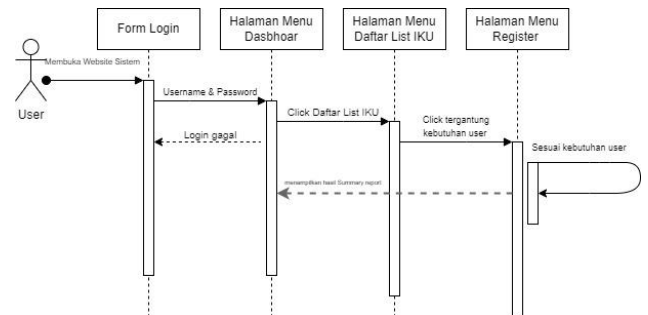 Form Login
Halaman Menu
Dasbhoar
Halaman Menu
Daftar List IKU
Halaman Menu
Register
Membuka Website Sistem
User
Username & Password
Click Daftar List IKU
Click tergantung
kebutuhan user
Login gagal
Sesuai kebutuhan user
menampilkan hasil Summary report